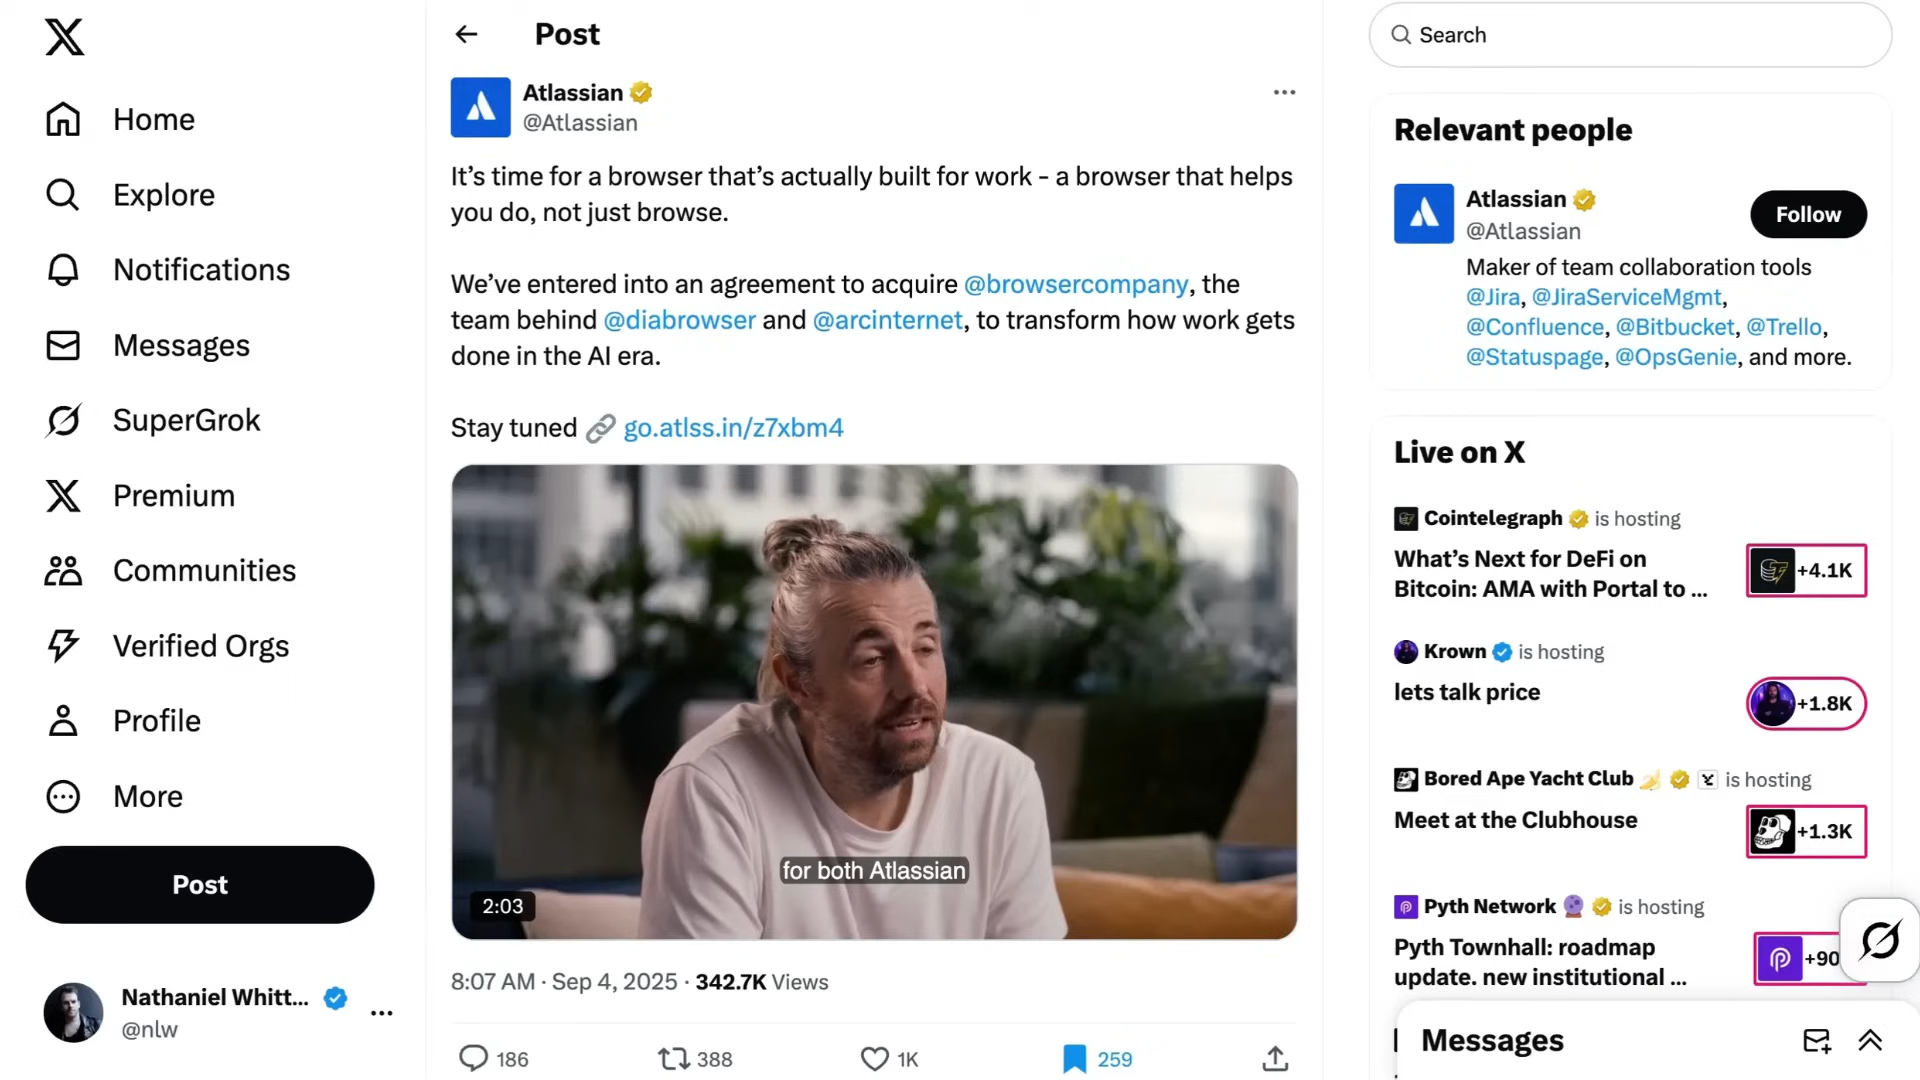 Home
Explore
Notifications
Messages
SuperGrok
Premium
Communities
Verified Orgs
Profile
More
Post
Nathaniel Whitt...
@nlw
Post
Atlassian
@Atlassian
It’s time for a browser that’s actually built for work - a browser that helps
you do, not just browse.
We’ve entered into an agreement to acquire @browsercompany, the
team behind @diabrowser and @arcinternet, to transform how work gets
done in the AI era.
Stay tuned 🔗 go.atlss.in/z7xbm4
for both Atlassian
2:03
8:07 AM · Sep 4, 2025 · 342.7K Views
186
388
1K
259
Search
Relevant people
Atlassian
@Atlassian
Follow
Maker of team collaboration tools
@Jira, @JiraServiceMgmt,
@Confluence, @Bitbucket, @Trello,
@Statuspage, @OpsGenie, and more.
Live on X
Cointelegraph is hosting
What’s Next for DeFi on
Bitcoin: AMA with Portal to ...
+4.1K
Krown is hosting
lets talk price
+1.8K
Bored Ape Yacht Club 🍌 is hosting
Meet at the Clubhouse
+1.3K
Pyth Network 🔮 is hosting
Pyth Townhall: roadmap
update. new institutional ...
+90
Messages